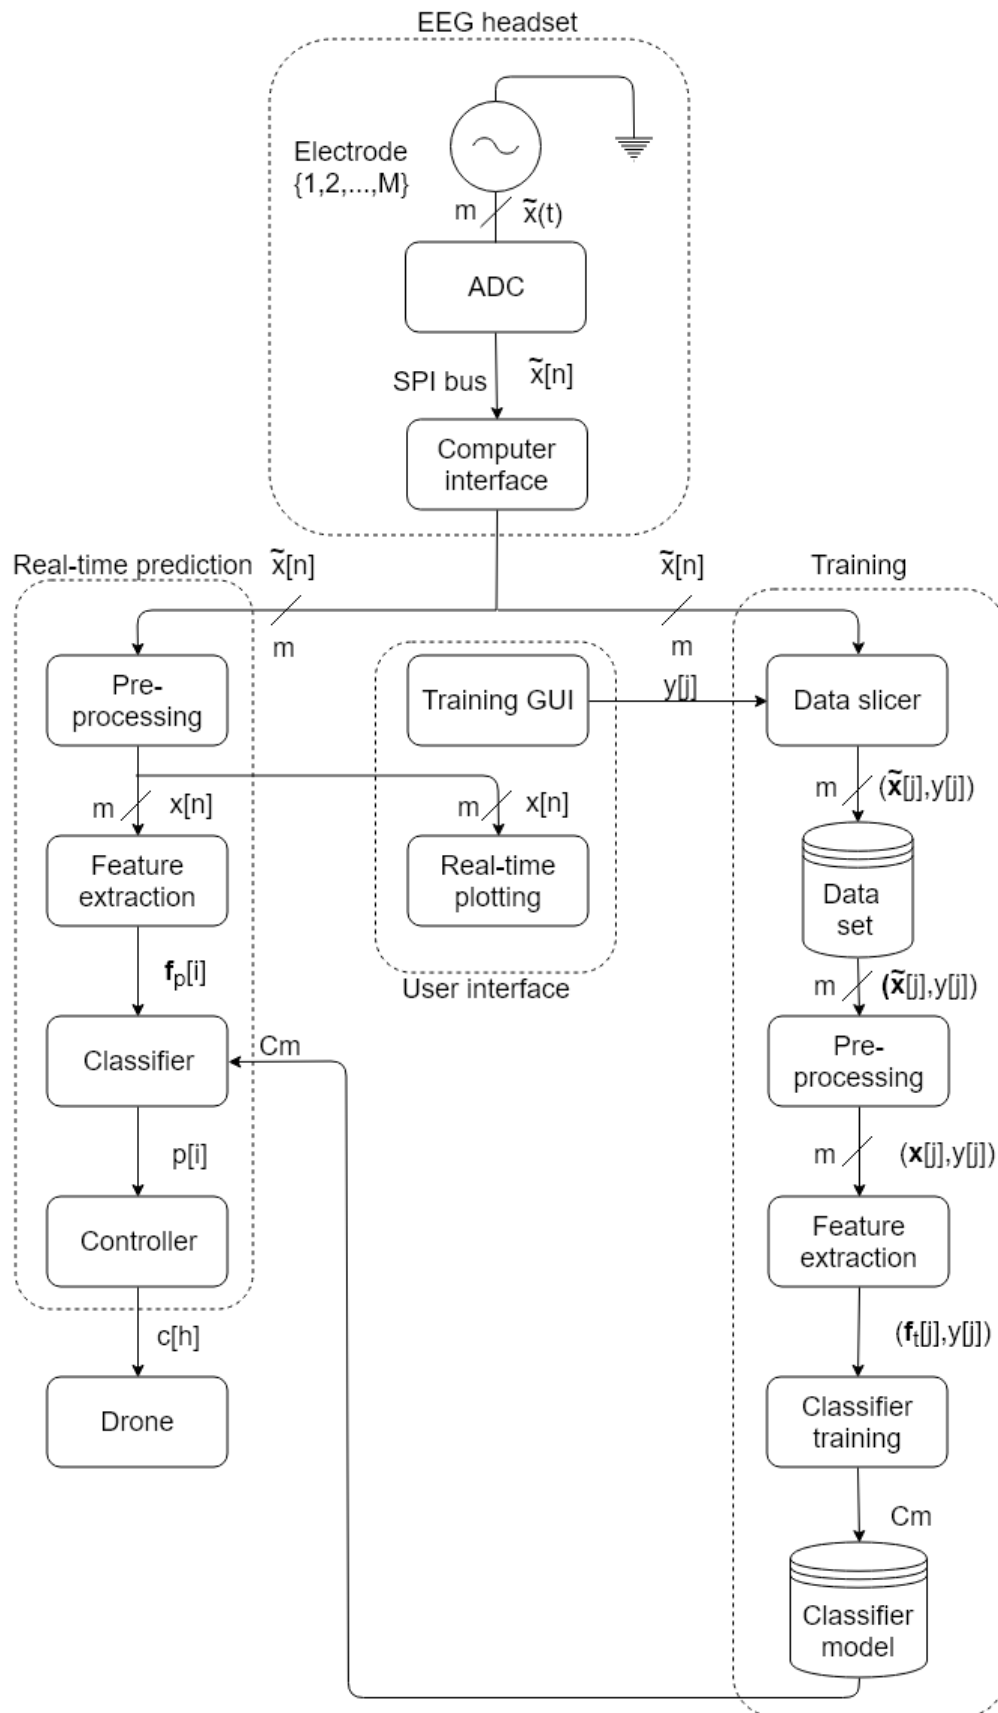 EEG headset
Electrode
{1,2,...,M}
m
x̃(t)
ADC
SPI bus
x̃[n]
Computer
interface
Real-time prediction
x̃[n]
m
x̃[n]
m
Training
Pre-
processing
Training GUI
y[j]
Data slicer
m
x[n]
m
x[n]
m
(x̃[j],y[j])
Feature
extraction
Real-time
plotting
Data
set
fp[i]
User interface
m
(x̃[j],y[j])
Classifier
Cm
Pre-
processing
p[i]
m
(x[j],y[j])
Controller
Feature
extraction
c[h]
(ft[j],y[j])
Drone
Classifier
training
Cm
Classifier
model